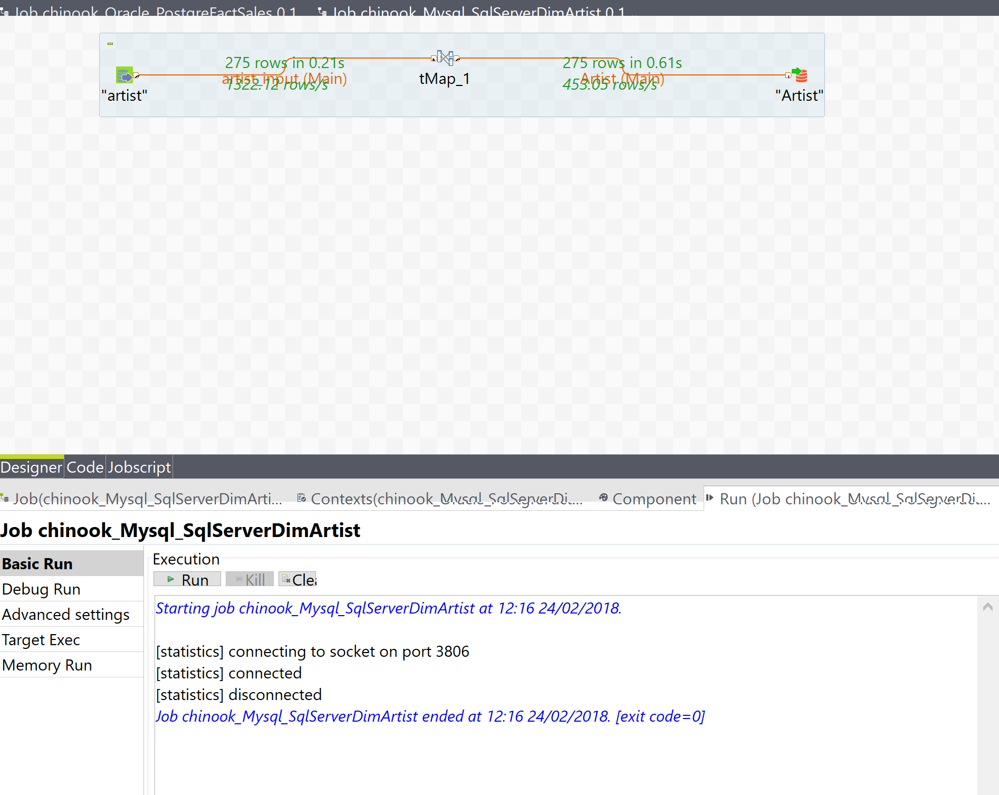 Job chinook_Oracle_PostgreFactSales 0.1
Job chinook_Mysql_SqlServerDimArtist 0.1
275 rows in 0.21s
artist_input (Main)
1322.12 rows/s
275 rows in 0.61s
Artist (Main)
453.05 rows/s
"artist"
tMap_1
"Artist"
Designer
Code
Jobscript
Job(chinook_Mysql_SqlServerDimArti...
Contexts(chinook_Mysql_SqlServerDi...
Component
Run (Job chinook_Mysql_SqlServerDi...
Job chinook_Mysql_SqlServerDimArtist
Basic Run
Debug Run
Advanced settings
Target Exec
Memory Run
Execution
Run
Kill
Clea
Starting job chinook_Mysql_SqlServerDimArtist at 12:16 24/02/2018.
[statistics] connecting to socket on port 3806
[statistics] connected
[statistics] disconnected
Job chinook_Mysql_SqlServerDimArtist ended at 12:16 24/02/2018. [exit code=0]